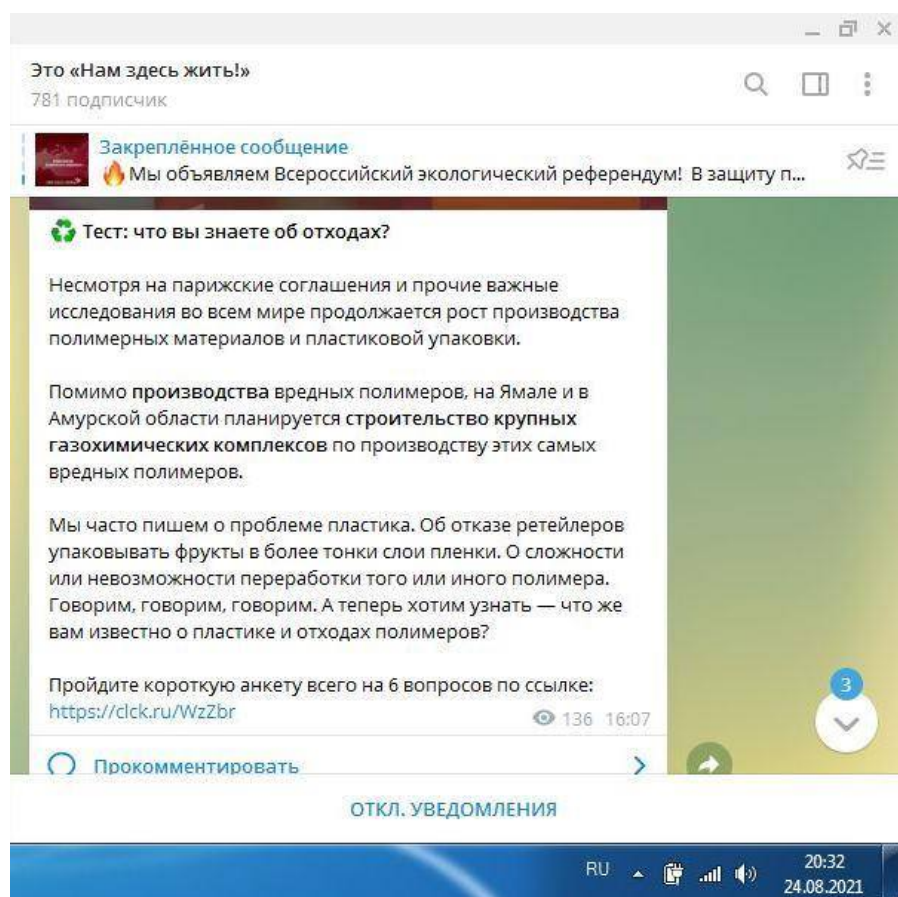 Это «Нам здесь жить!»
781 подписчик
Закреплённое сообщение
🔥Мы объявляем Всероссийский экологический референдум! В защиту п...
♻️ Тест: что вы знаете об отходах?
Несмотря на парижские соглашения и прочие важные
исследования во всем мире продолжается рост производства
полимерных материалов и пластиковой упаковки.
Помимо производства вредных полимеров, на Ямале и в
Амурской области планируется строительство крупных
газохимических комплексов по производству этих самых
вредных полимеров.
Мы часто пишем о проблеме пластика. Об отказе ретейлеров
упаковывать фрукты в более тонки слои пленки. О сложности
или невозможности переработки того или иного полимера.
Говорим, говорим, говорим. А теперь хотим узнать — что же
вам известно о пластике и отходах полимеров?
Пройдите короткую анкету всего на 6 вопросов по ссылке:
https://clck.ru/WzZbr
136 16:07
3
Прокомментировать
ОТКЛ. УВЕДОМЛЕНИЯ
RU
20:32
24.08.2021